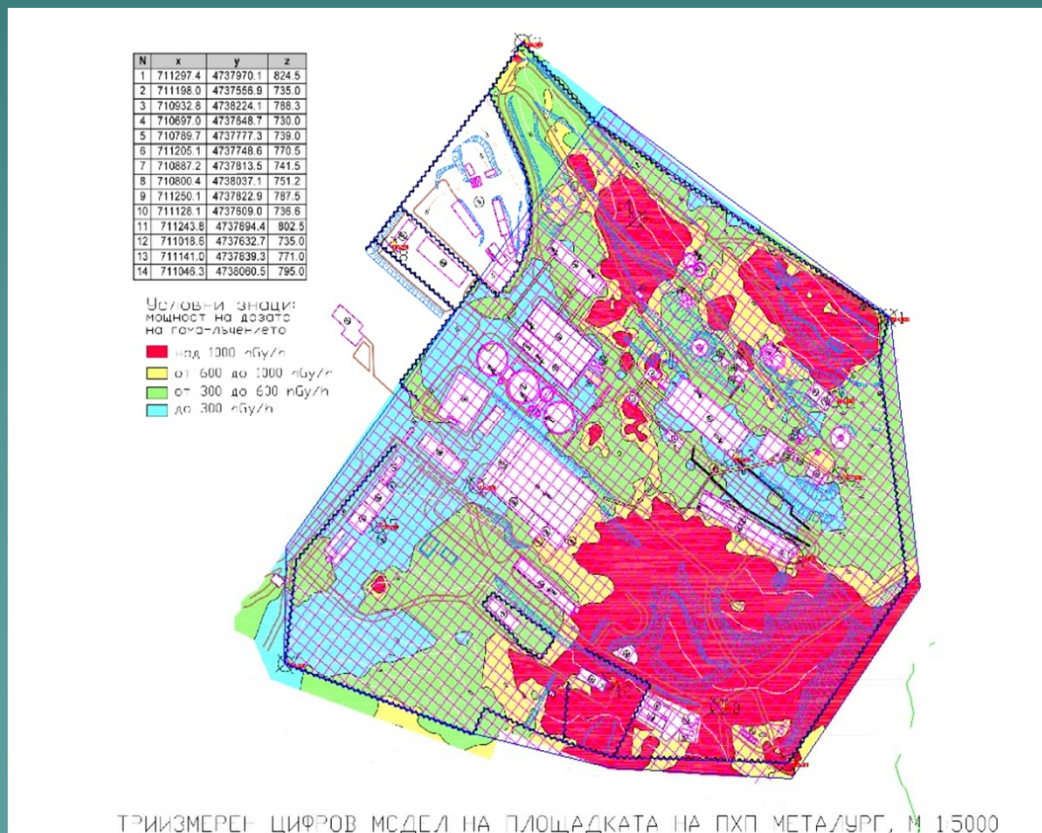 N x y z
1 711297.4 4737970.1 824.5
2 711198.0 4737556.9 735.0
3 710932.8 4738224.1 788.3
4 710697.0 4737648.7 730.0
5 710789.7 4737777.3 739.0
6 711205.1 4737748.6 770.5
7 710887.2 4737813.5 741.5
8 710800.4 4738037.1 751.2
9 711250.1 4737822.9 787.5
10 711128.1 4737609.0 736.6
11 711243.8 4737894.4 802.5
12 711018.6 4737632.7 735.0
13 711141.0 4737839.3 771.0
14 711046.3 4738060.5 795.0
Условни знаци:
мощност на дозата
на гама-лъчението
над 1000 nGy/h
от 600 до 1000 nGy/h
от 300 до 600 nGy/h
до 300 nGy/h
ТРИИЗМЕРЕН ЦИФРОВ МОДЕЛ НА ПЛОЩАДКАТА НА ПХП МЕТАЛУРГ, М 1:5000